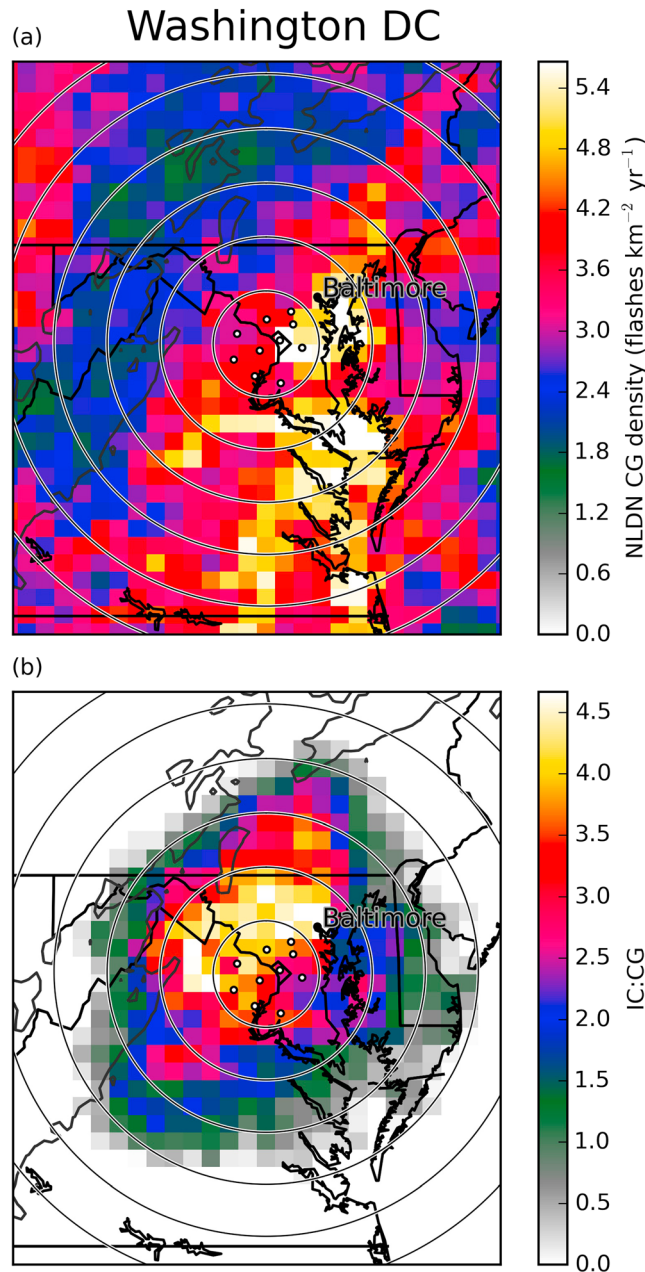 Washington DC
(a)
Baltimore
5.4
4.8
4.2
3.6
3.0
2.4
1.8
1.2
0.6
0.0
NLDN CG density (flashes km⁻² yr⁻¹)
(b)
Baltimore
4.5
4.0
3.5
3.0
2.5
2.0
1.5
1.0
0.5
0.0
IC:CG